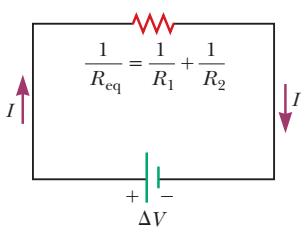 1/R_eq = 1/R_1 + 1/R_2
I
I
+ −
ΔV